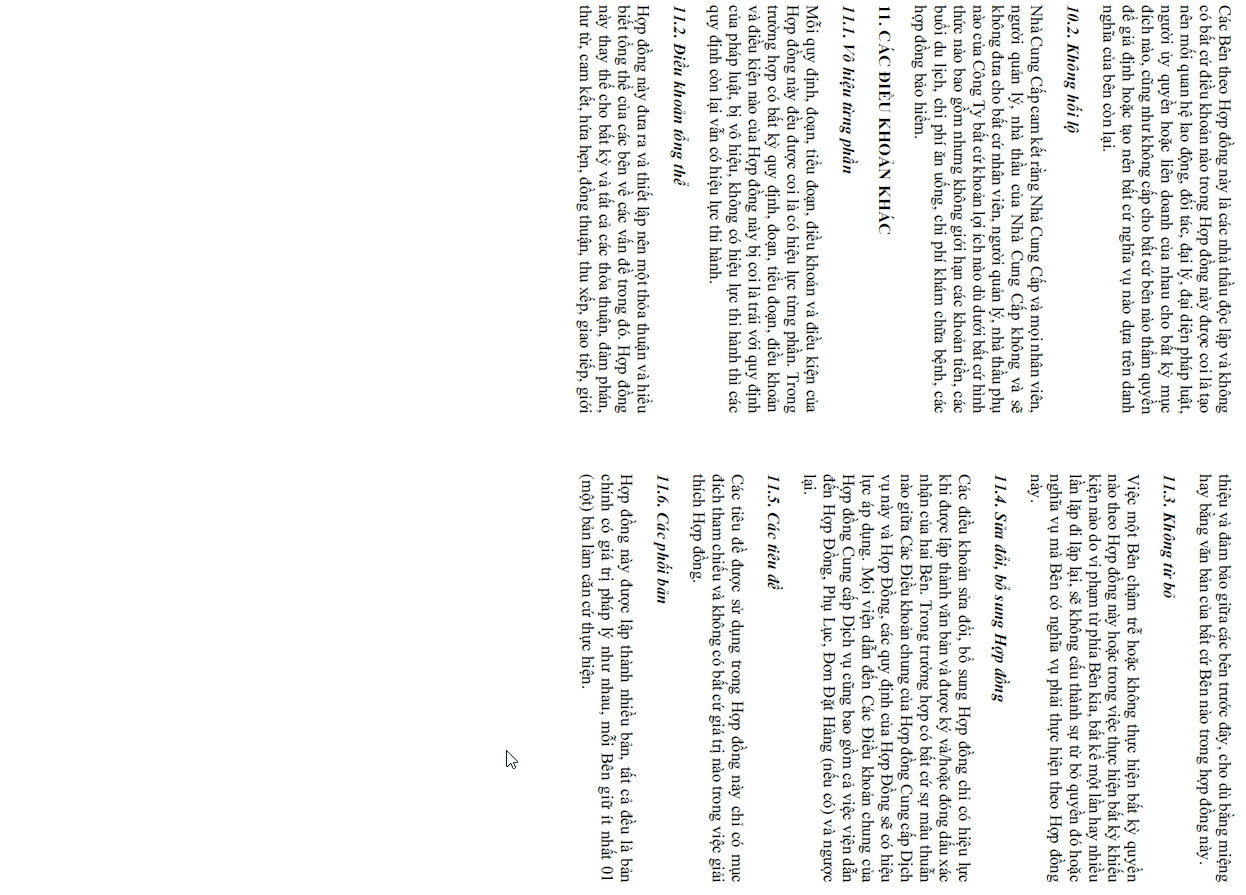 Các Bên theo Hợp đồng này là các nhà thầu độc lập và không
có bất cứ điều khoản nào trong Hợp đồng này được coi là tạo
nên mối quan hệ lao động, đối tác, đại lý, đại diện pháp luật,
người ủy quyền hoặc liên doanh của nhau cho bất kỳ mục
đích nào, cũng như không cấp cho bất cứ bên nào thẩm quyền
để giả định hoặc tạo nên bất cứ nghĩa vụ nào dựa trên danh
nghĩa của bên còn lại.
10.2. Không hối lộ
Nhà Cung Cấp cam kết rằng Nhà Cung Cấp và mọi nhân viên,
người quản lý, nhà thầu của Nhà Cung Cấp không và sẽ
không đưa cho bất cứ nhân viên, người quản lý, nhà thầu phụ
nào của Công Ty bất cứ khoản lợi ích nào dù dưới bất cứ hình
thức nào bao gồm nhưng không giới hạn các khoản tiền, các
buổi du lịch, chi phí ăn uống, chi phí khám chữa bệnh, các
hợp đồng bảo hiểm.
11. CÁC ĐIỀU KHOẢN KHÁC
11.1. Vô hiệu từng phần
Mỗi quy định, đoạn, tiểu đoạn, điều khoản và điều kiện của
Hợp đồng này đều được coi là có hiệu lực từng phần. Trong
trường hợp có bất kỳ quy định, đoạn, tiểu đoạn, điều khoản
và điều kiện nào của Hợp đồng này bị coi là trái với quy định
của pháp luật, bị vô hiệu, không có hiệu lực thi hành thì các
quy định còn lại vẫn có hiệu lực thi hành.
11.2. Điều khoản tổng thể
Hợp đồng này đưa ra và thiết lập nên một thỏa thuận và hiểu
biết tổng thể của các bên về các vấn đề trong đó. Hợp đồng
này thay thế cho bất kỳ và tất cả các thỏa thuận, đàm phán,
thư từ, cam kết, hứa hẹn, đồng thuận, thu xếp, giao tiếp, giới
thiệu và đảm bảo giữa các bên trước đây, cho dù bằng miệng
hay bằng văn bản của bất cứ Bên nào trong hợp đồng này.
11.3. Không từ bỏ
Việc một Bên chậm trễ hoặc không thực hiện bất kỳ quyền
nào theo Hợp đồng này hoặc trong việc thực hiện bất kỳ khiếu
kiện nào do vi phạm từ phía Bên kia, bất kể một lần hay nhiều
lần lặp đi lặp lại, sẽ không cấu thành sự từ bỏ quyền đó hoặc
nghĩa vụ mà Bên có nghĩa vụ phải thực hiện theo Hợp đồng
này.
11.4. Sửa đổi, bổ sung Hợp đồng
Các điều khoản sửa đổi, bổ sung Hợp đồng chỉ có hiệu lực
khi được lập thành văn bản và được ký và/hoặc đóng dấu xác
nhận của hai Bên. Trong trường hợp có bất cứ sự mâu thuẫn
nào giữa Các Điều khoản chung của Hợp đồng Cung cấp Dịch
vụ này và Hợp Đồng, các quy định của Hợp Đồng sẽ có hiệu
lực áp dụng. Mọi viện dẫn đến Các Điều khoản chung của
Hợp đồng Cung cấp Dịch vụ cũng bao gồm cả việc viện dẫn
đến Hợp Đồng, Phụ Lục, Đơn Đặt Hàng (nếu có) và ngược
lại.
11.5. Các tiêu đề
Các tiêu đề được sử dụng trong Hợp đồng này chỉ có mục
đích tham chiếu và không có bất cứ giá trị nào trong việc giải
thích Hợp đồng.
11.6. Các phối bản
Hợp đồng này được lập thành nhiều bản, tất cả đều là bản
chính có giá trị pháp lý như nhau, mỗi Bên giữ ít nhất 01
(một) bản làm căn cứ thực hiện.